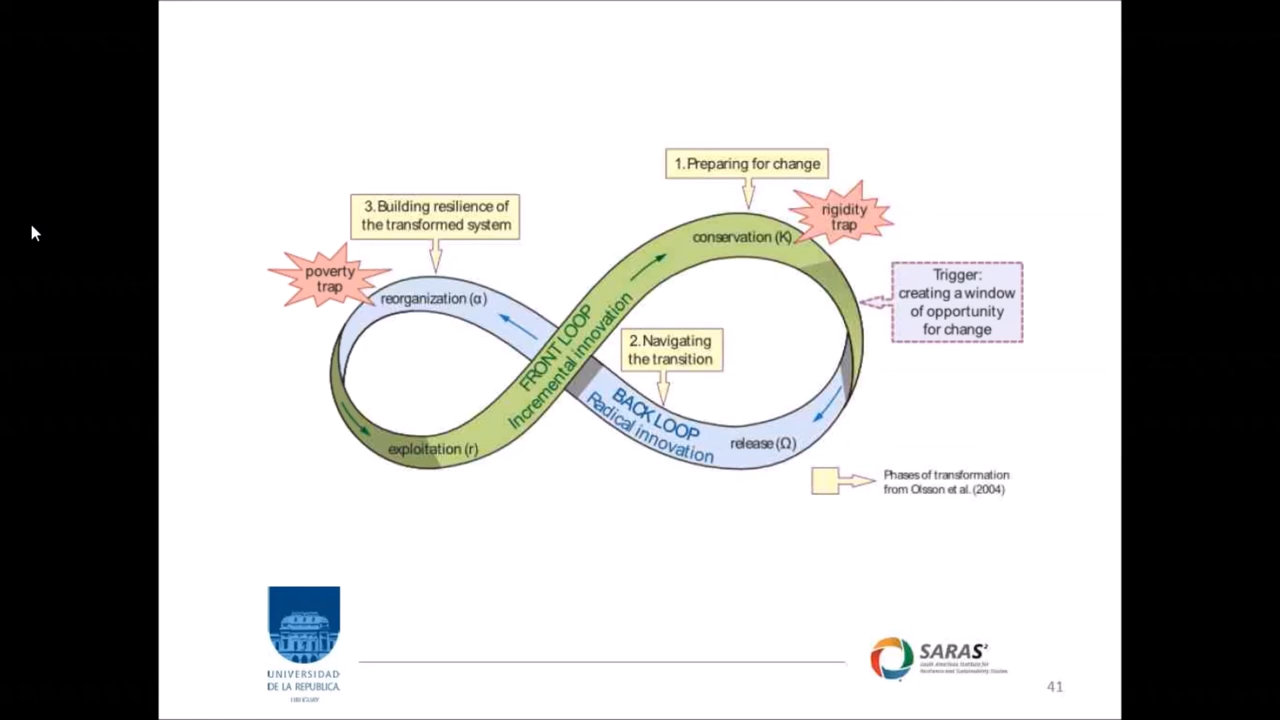 1. Preparing for change
rigidity
trap
conservation (K)
3. Building resilience of
the transformed system
poverty
trap
reorganization (α)
Trigger:
creating a window
of opportunity
for change
FRONT LOOP
Incremental innovation
2. Navigating
the transition
BACK LOOP
Radical innovation
release (Ω)
exploitation (r)
Phases of transformation
from Olsson et al. (2004)
UNIVERSIDAD
DE LA REPUBLICA
URUGUAY
SARAS²
South American Institute for
Resilience and Sustainability Studies
41